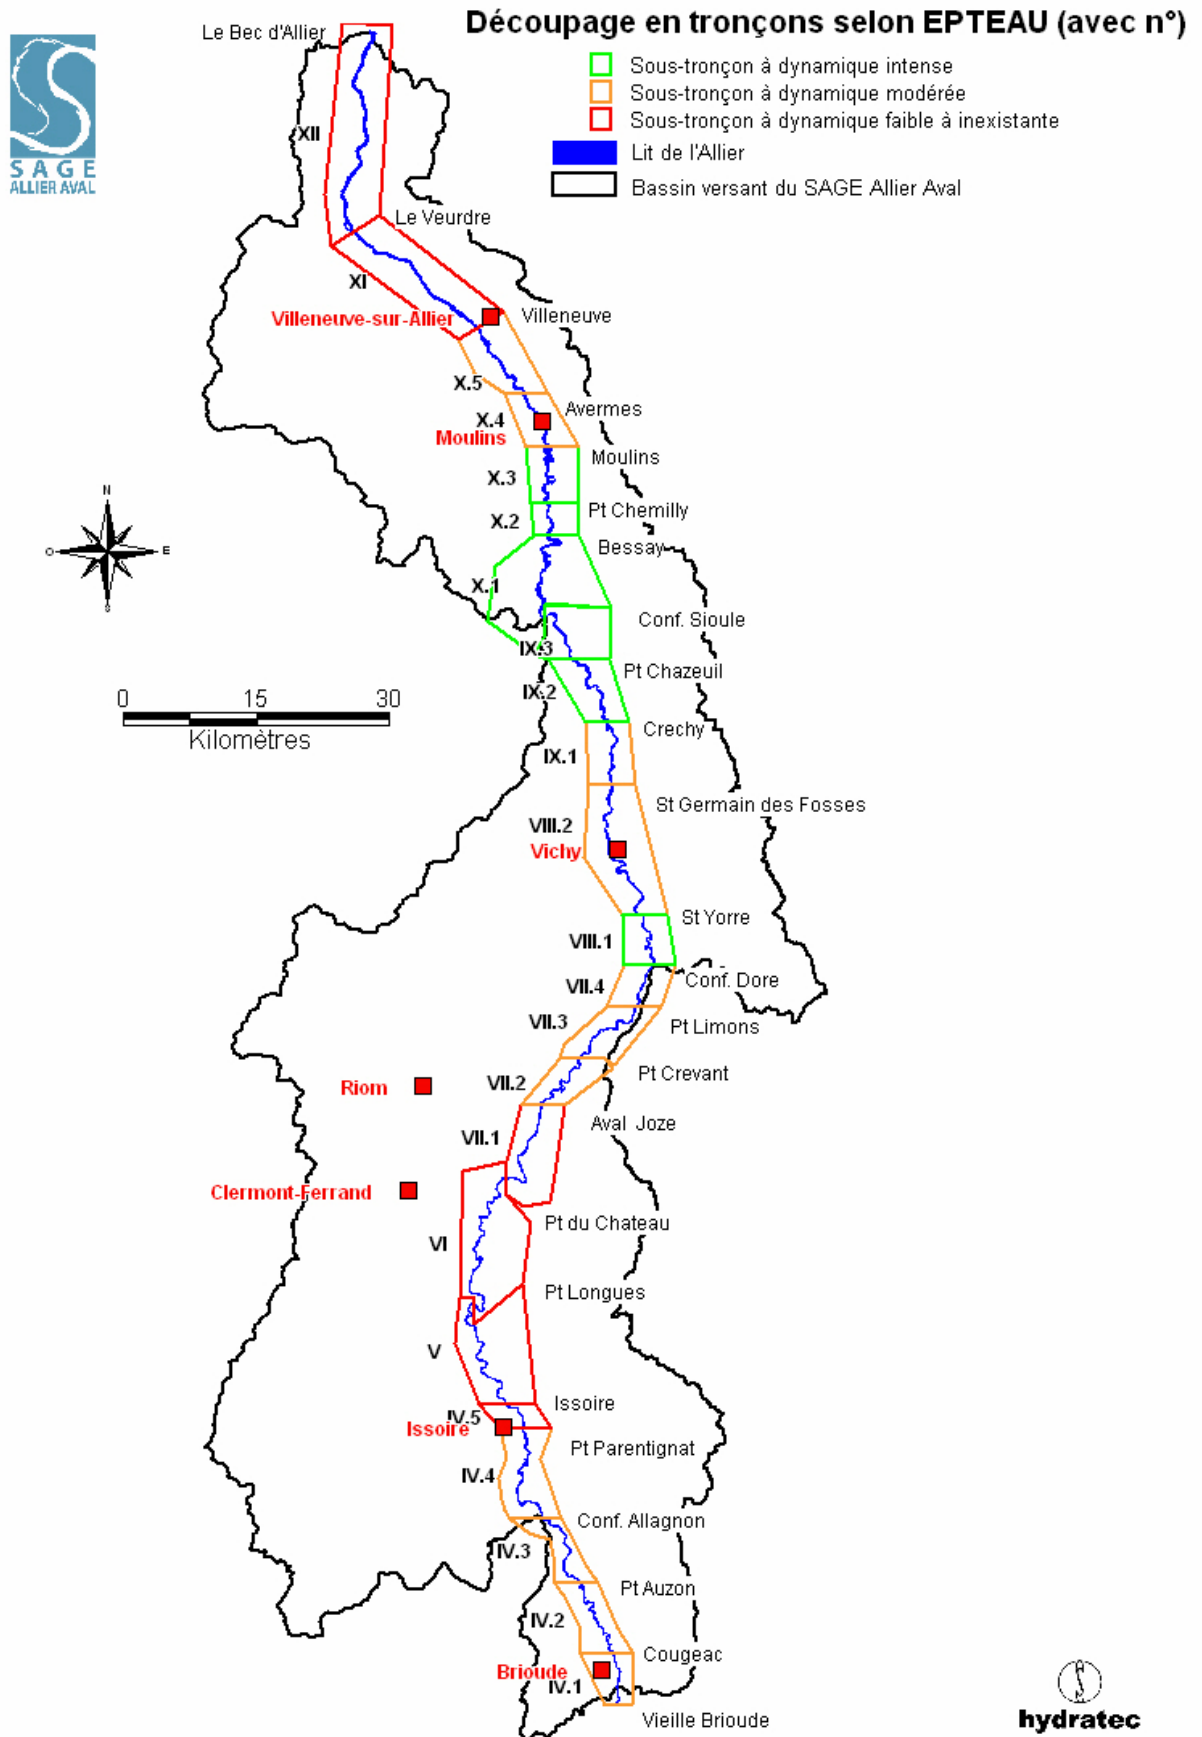 Découpage en tronçons selon EPTEAU (avec n°)
Sous-tronçon à dynamique intense
Sous-tronçon à dynamique modérée
Sous-tronçon à dynamique faible à inexistante
Lit de l'Allier
Bassin versant du SAGE Allier Aval
SAGE
ALLIER AVAL
Le Bec d'Allier
XII
Le Veurdre
XI
Villeneuve-sur-Allier
Villeneuve
X.5
Avermes
X.4
Moulins
Moulins
X.3
Pt Chemilly
X.2
Bessay
N
O
E
S
X.1
Conf. Sioule
IX.3
Pt Chazeuil
IX.2
0 15 30
Kilomètres
Crechy
IX.1
St Germain des Fosses
VIII.2
Vichy
St Yorre
VIII.1
Conf. Dore
VII.4
VII.3
Pt Limons
Pt Crevant
VII.2
Riom
Aval Joze
VII.1
Clermont-Ferrand
Pt du Chateau
VI
Pt Longues
V
Issoire
IV.5
Issoire
Pt Parentignat
IV.4
Conf. Allagnon
IV.3
Pt Auzon
IV.2
Cougeac
Brioude
IV.1
Vieille Brioude
hydratec